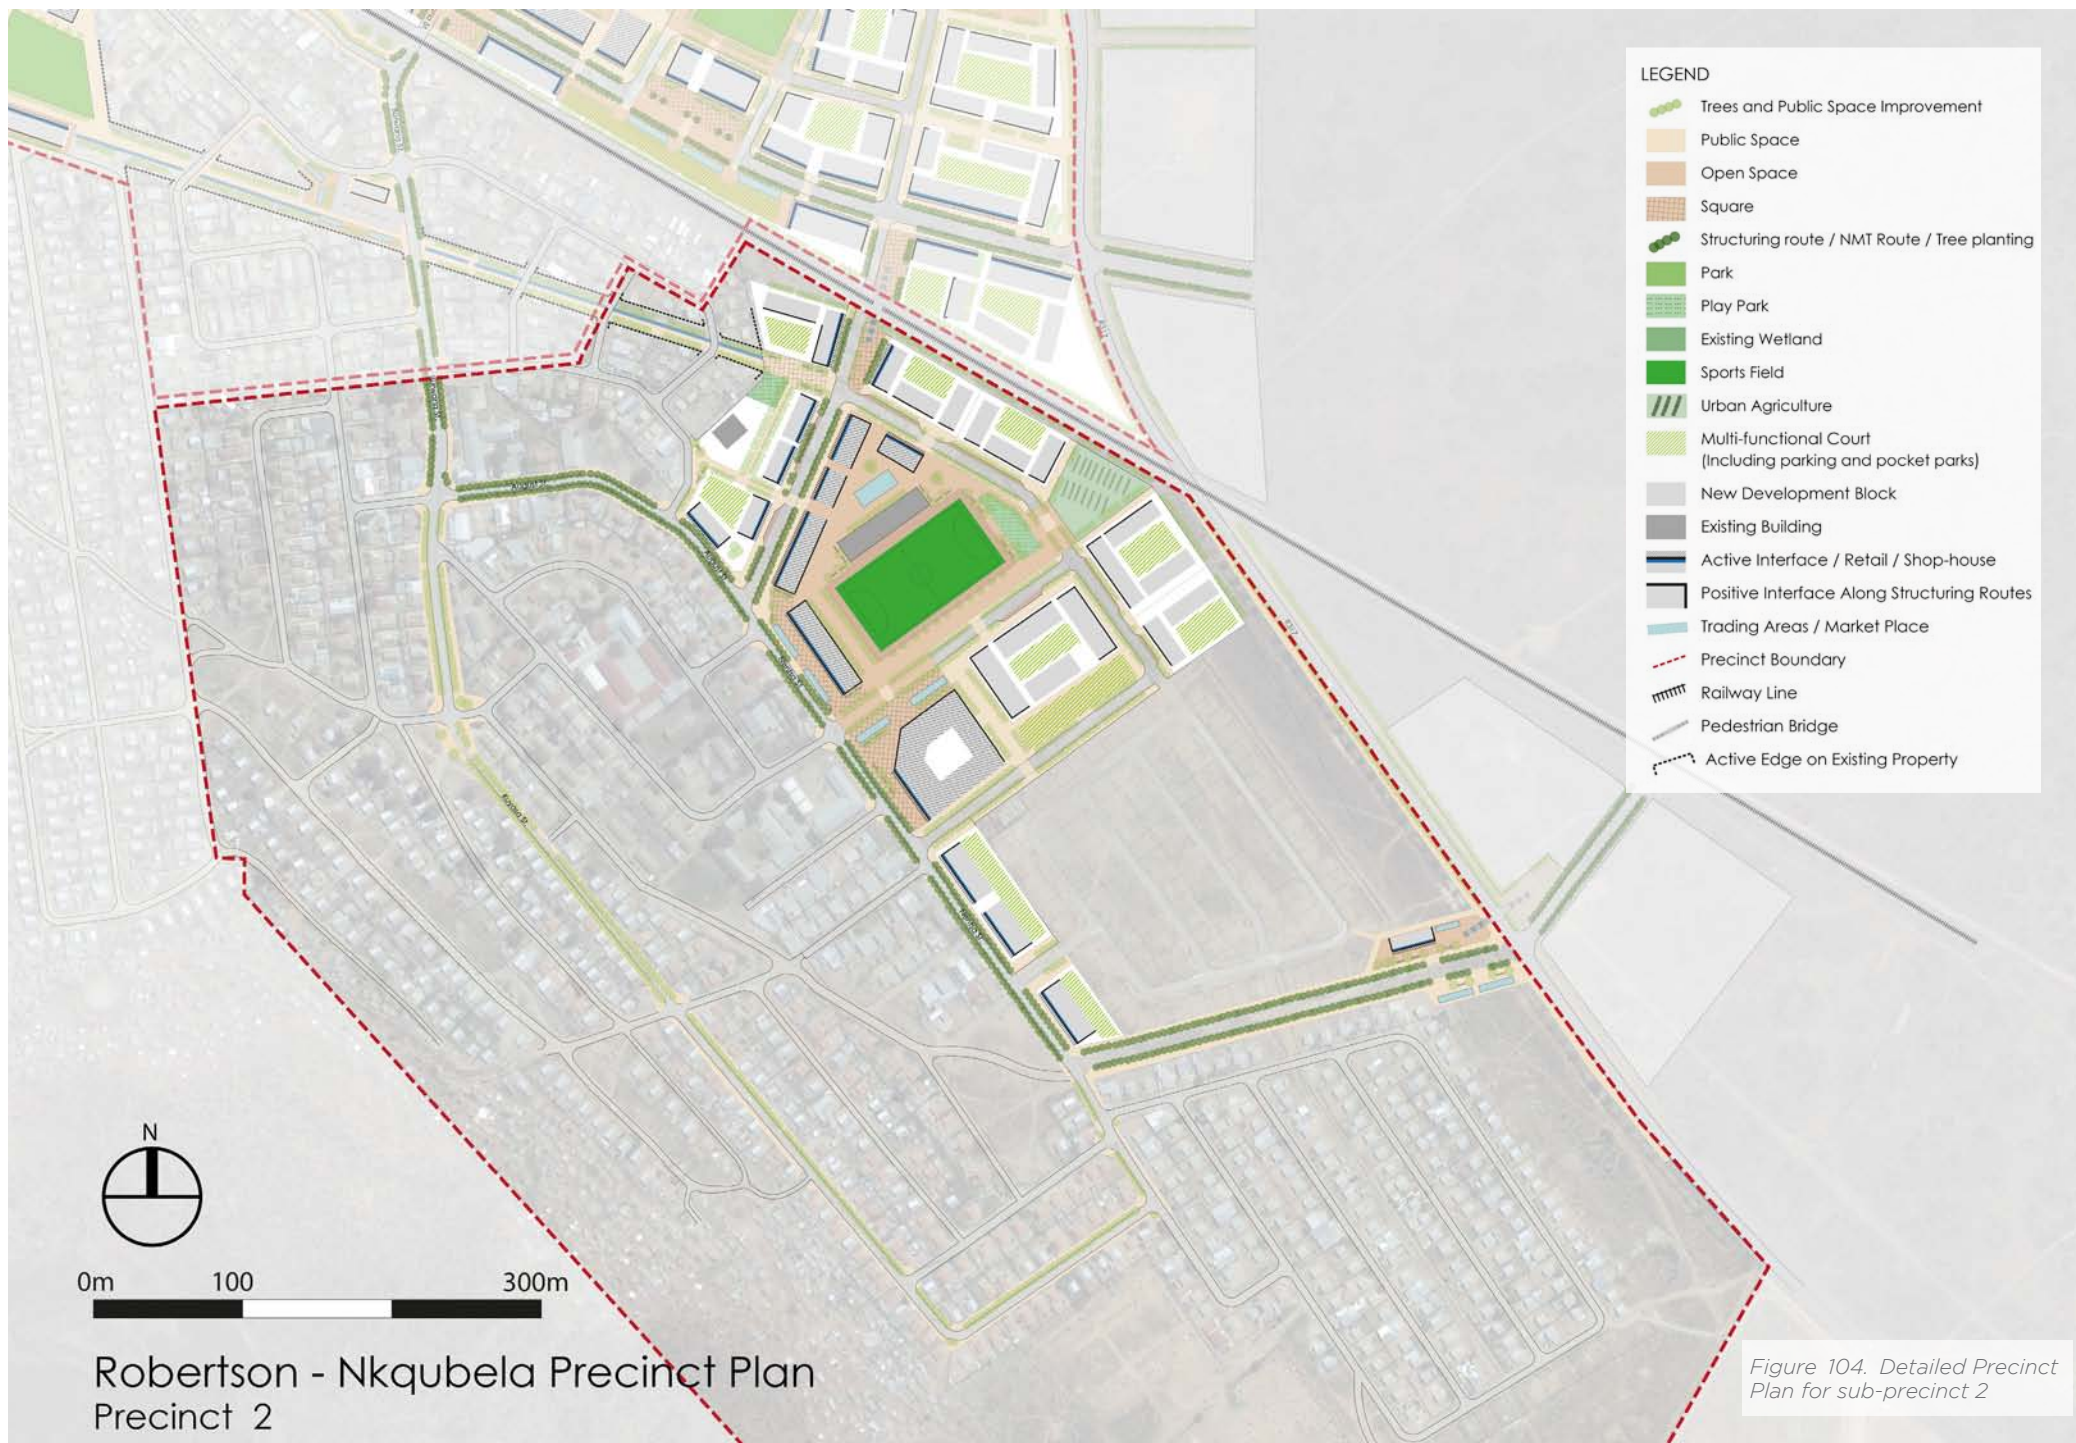 LEGEND
Trees and Public Space Improvement
Public Space
Open Space
Square
Structuring route / NMT Route / Tree planting
Park
Play Park
Existing Wetland
Sports Field
Urban Agriculture
Multi-functional Court
(Including parking and pocket parks)
New Development Block
Existing Building
Active Interface / Retail / Shop-house
Positive Interface Along Structuring Routes
Trading Areas / Market Place
Precinct Boundary
Railway Line
Pedestrian Bridge
Active Edge on Existing Property
N
0m 100 300m
Robertson - Nkqubela Precinct Plan
Precinct 2
Figure 104. Detailed Precinct
Plan for sub-precinct 2